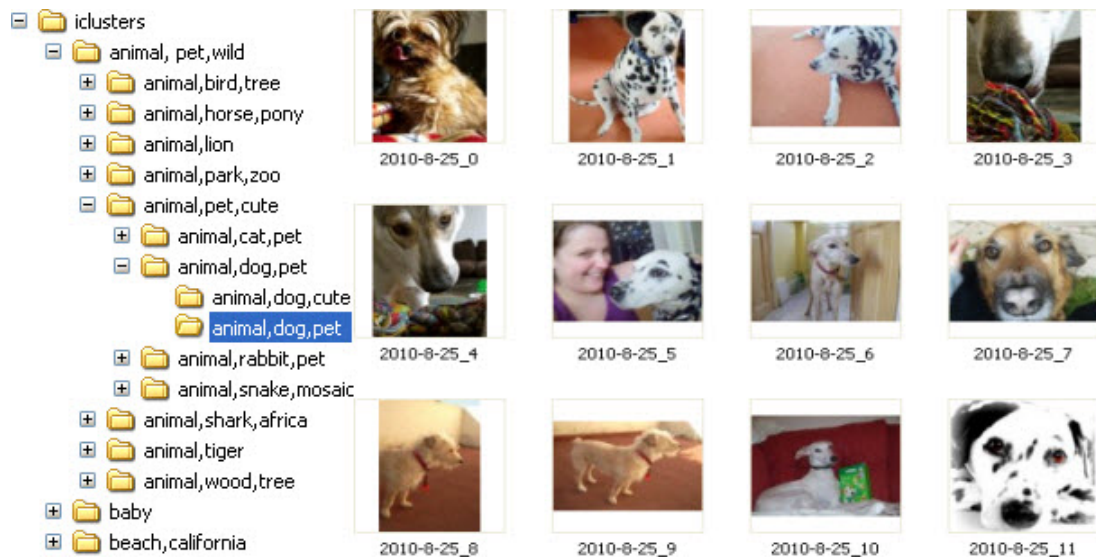 iclusters
animal, pet,wild
animal,bird,tree
animal,horse,pony
animal,lion
animal,park,zoo
animal,pet,cute
animal,cat,pet
animal,dog,pet
animal,dog,cute
animal,dog,pet
animal,rabbit,pet
animal,snake,mosaic
animal,shark,africa
animal,tiger
animal,wood,tree
baby
beach,california
2010-8-25_0
2010-8-25_1
2010-8-25_2
2010-8-25_3
2010-8-25_4
2010-8-25_5
2010-8-25_6
2010-8-25_7
2010-8-25_8
2010-8-25_9
2010-8-25_10
2010-8-25_11